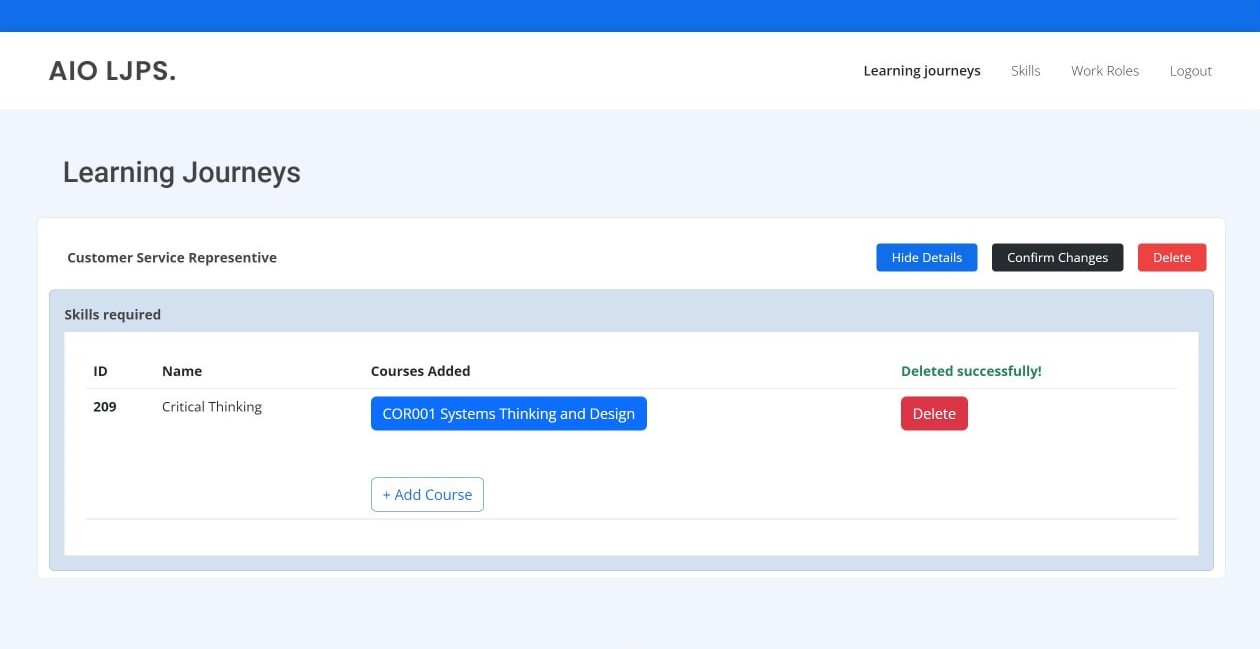 AIO LJPS.
Learning journeys Skills Work Roles Logout
Learning Journeys
Customer Service Representive
Hide Details Confirm Changes Delete
Skills required
ID Name Courses Added Deleted successfully!
209 Critical Thinking COR001 Systems Thinking and Design Delete
+ Add Course